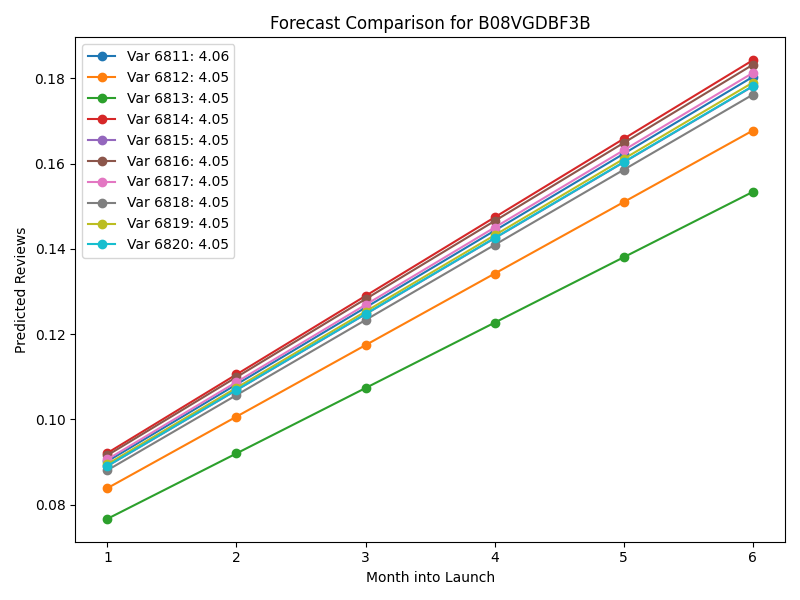 Forecast Comparison for B08VGDBF3B
Var 6811: 4.06
Var 6812: 4.05
Var 6813: 4.05
Var 6814: 4.05
Var 6815: 4.05
Var 6816: 4.05
Var 6817: 4.05
Var 6818: 4.05
Var 6819: 4.05
Var 6820: 4.05
Predicted Reviews
0.18
0.16
0.14
0.12
0.10
0.08
1 2 3 4 5 6
Month into Launch